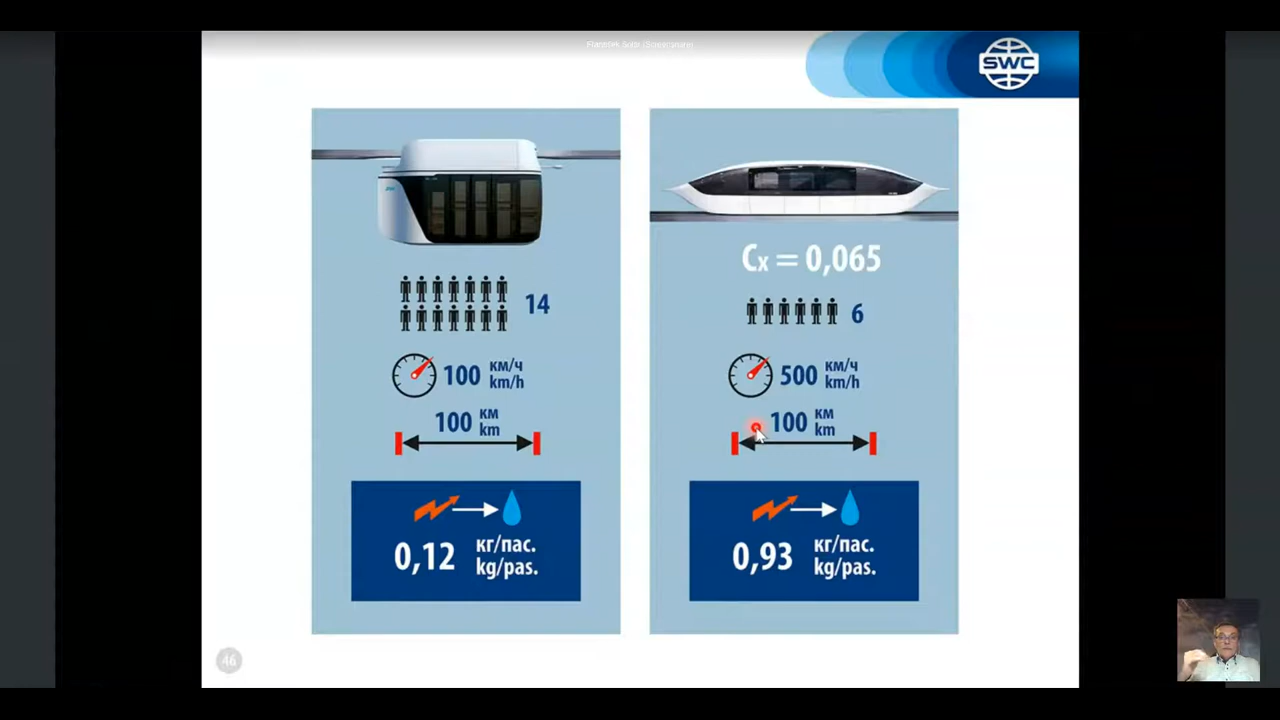 SWC
14
100 км/ч
km/h
100 км
km
0,12 кг/пас.
kg/pas.
Cx = 0,065
6
500 км/ч
km/h
100 км
km
0,93 кг/пас.
kg/pas.
46